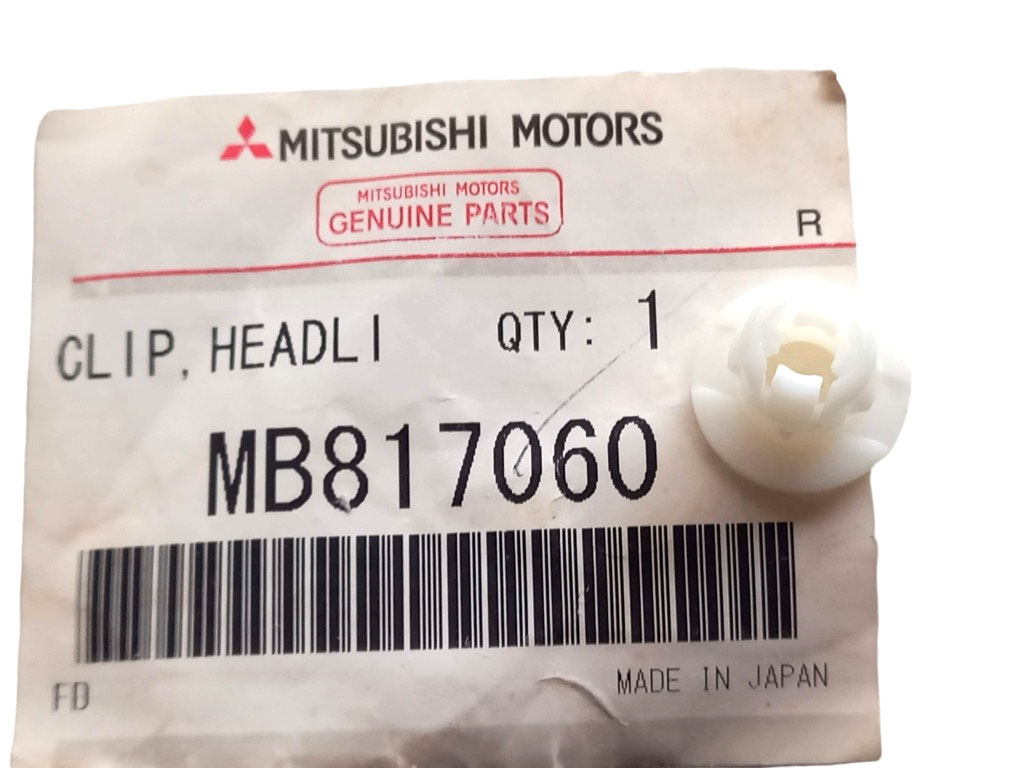 MITSUBISHI MOTORS
MITSUBISHI MOTORS
GENUINE PARTS
R
CLIP, HEADLI QTY: 1
MB817060
FD MADE IN JAPAN